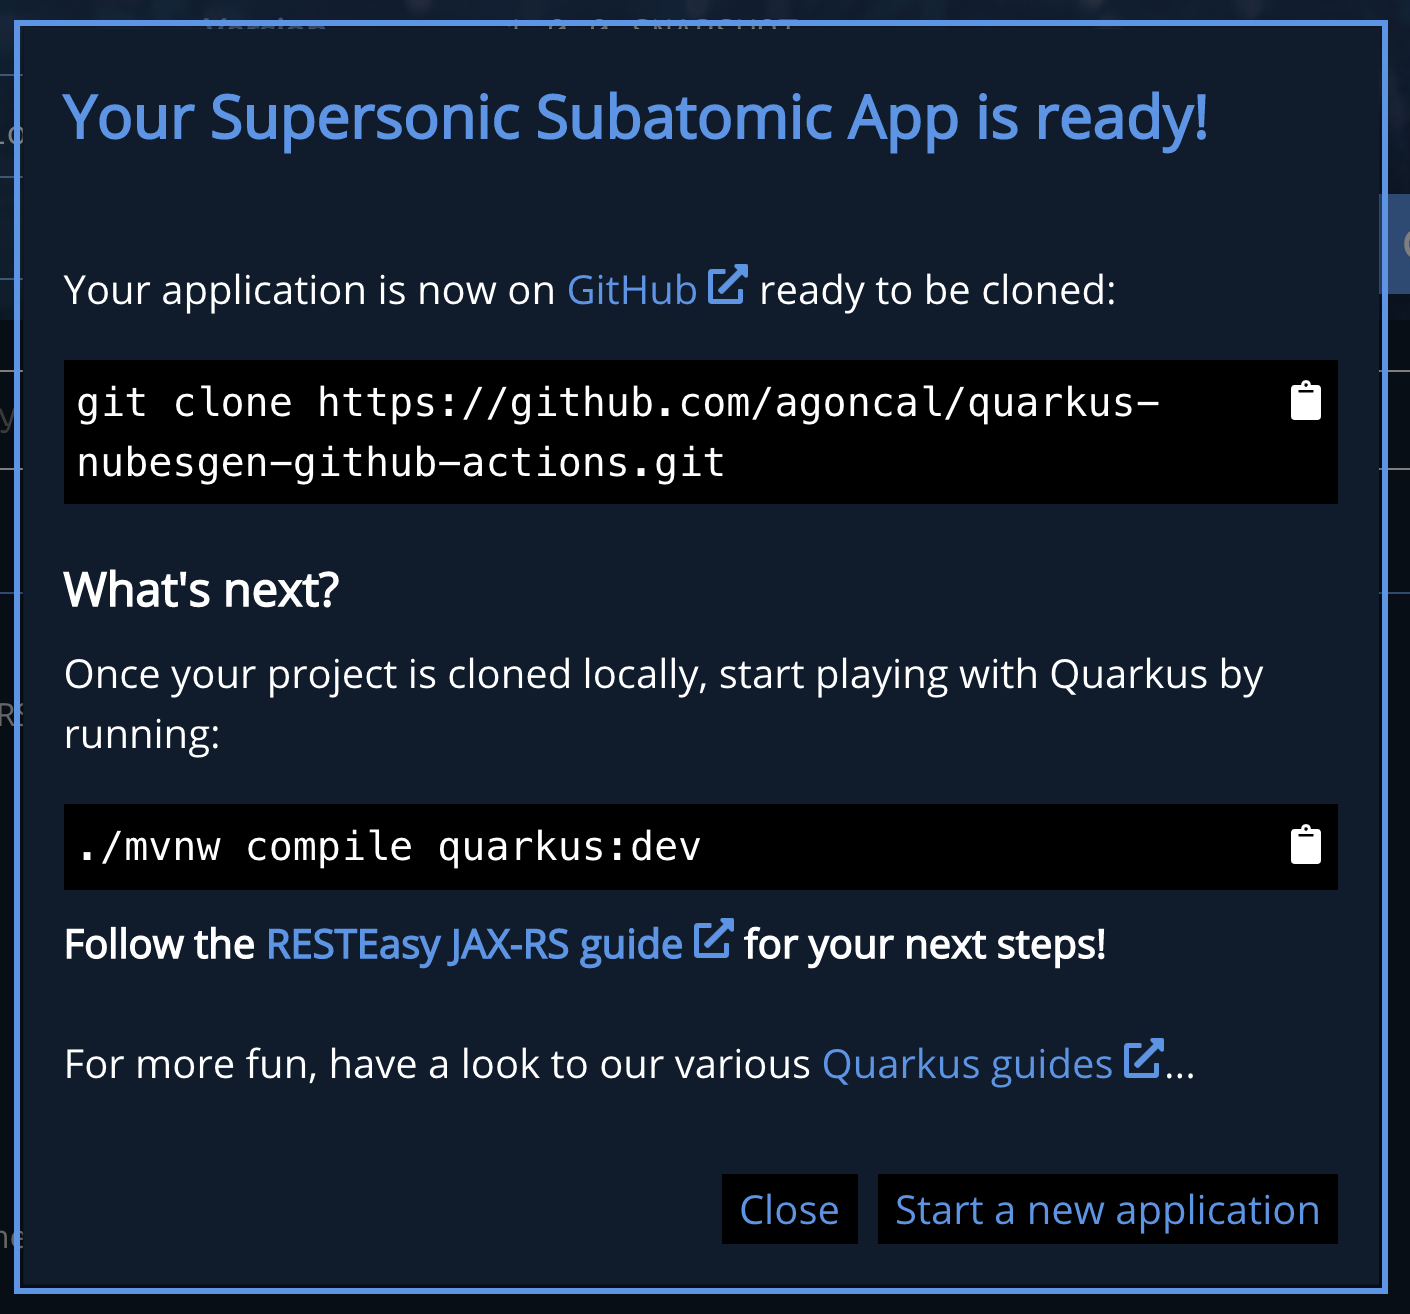 Your Supersonic Subatomic App is ready!
Your application is now on GitHub ready to be cloned:
git clone https://github.com/agoncal/quarkus-
nubesgen-github-actions.git
What's next?
Once your project is cloned locally, start playing with Quarkus by
running:
./mvnw compile quarkus:dev
Follow the RESTEasy JAX-RS guide for your next steps!
For more fun, have a look to our various Quarkus guides...
Close Start a new application